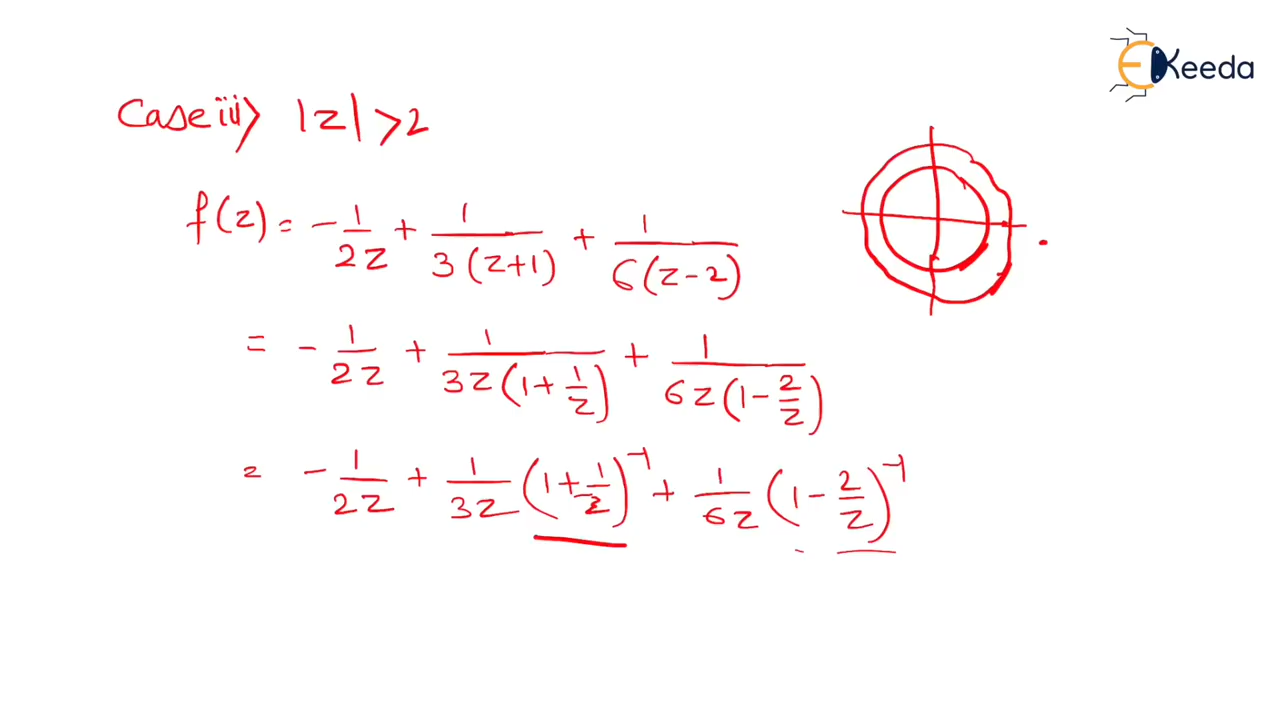 EKeeda
Case iii> |z| > 2
f(z) = - 1/2z + 1/3(z+1) + 1/6(z-2)
= - 1/2z + 1/3z(1+1/z) + 1/6z(1-2/z)
= - 1/2z + 1/3z (1+1/z)⁻¹ + 1/6z (1-2/z)⁻¹